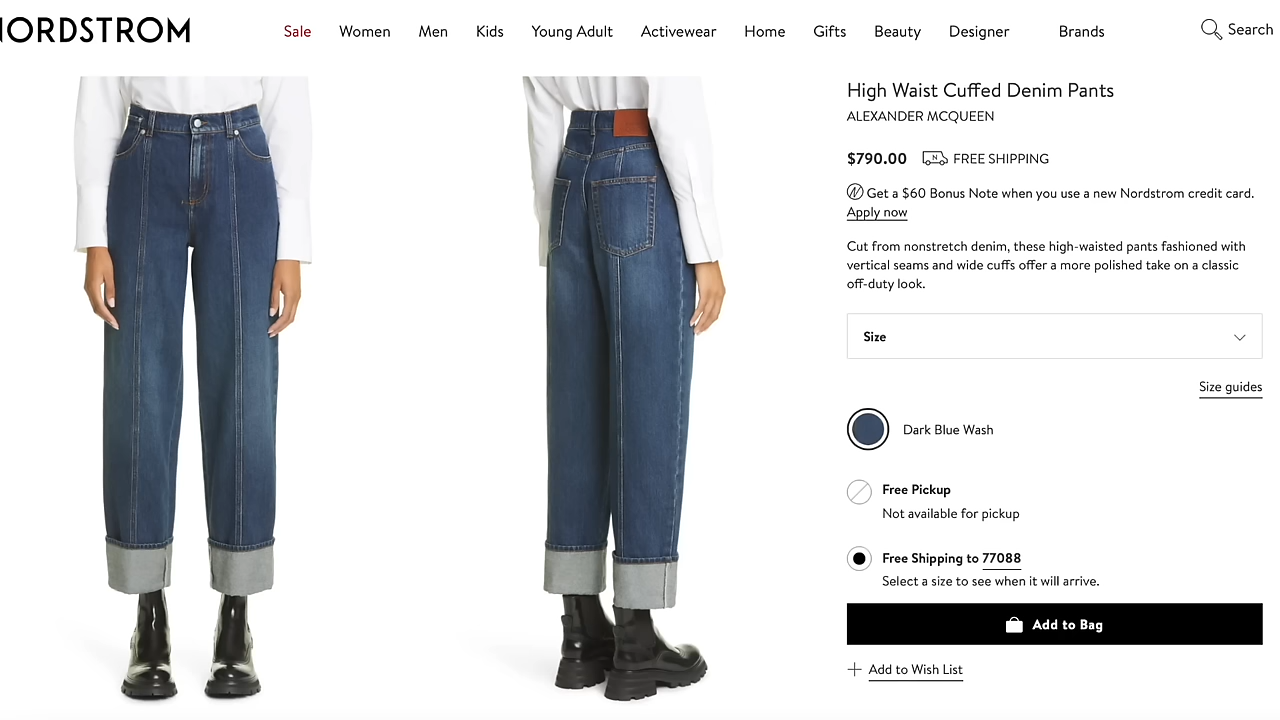 NORDSTROM
Sale Women Men Kids Young Adult Activewear Home Gifts Beauty Designer Brands
Search
High Waist Cuffed Denim Pants
ALEXANDER MCQUEEN
$790.00 N FREE SHIPPING
N Get a $60 Bonus Note when you use a new Nordstrom credit card.
Apply now
Cut from nonstretch denim, these high-waisted pants fashioned with
vertical seams and wide cuffs offer a more polished take on a classic
off-duty look.
Size
Size guides
Dark Blue Wash
Free Pickup
Not available for pickup
Free Shipping to 77088
Select a size to see when it will arrive.
Add to Bag
Add to Wish List